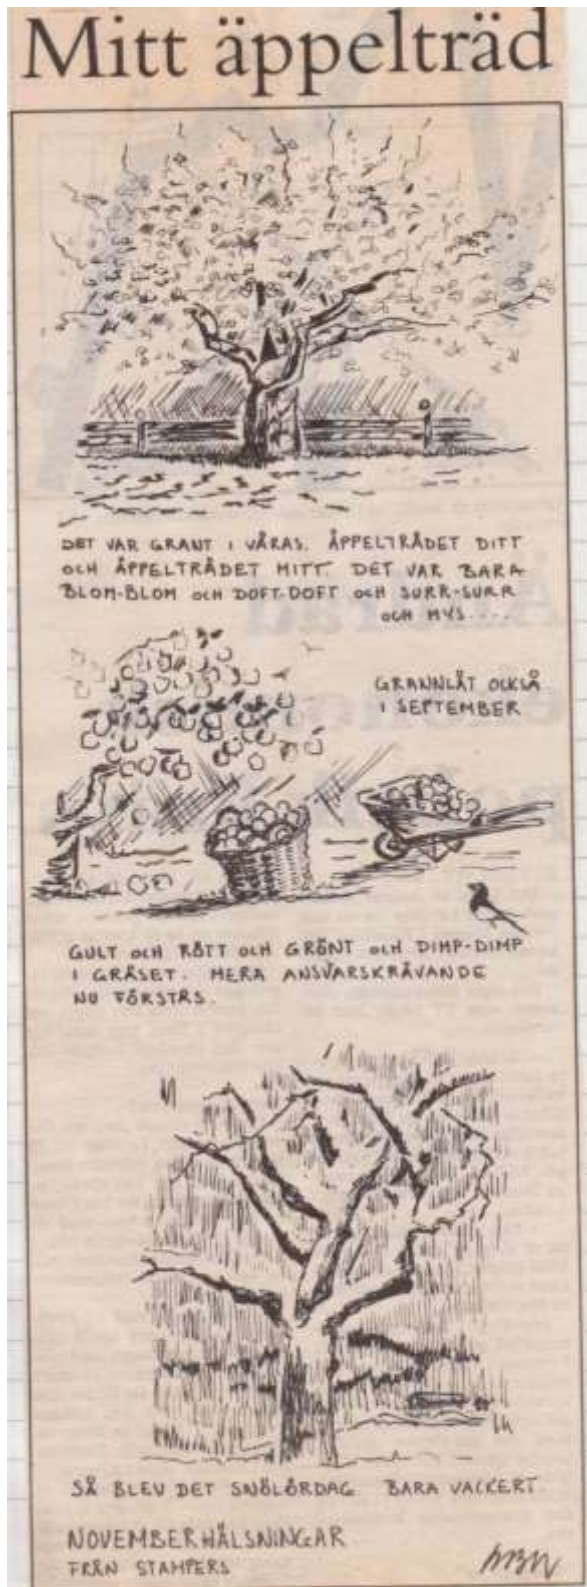 Mitt äppelträd
DET VAR GRANT I VÅRAS. ÄPPELTRÄDET DITT
OCH ÄPPELTRÄDET MITT. DET VAR BARA
BLOM-BLOM OCH DOFT-DOFT OCH SURR-SURR
OCH MYS....
GRANNLÅT OCKSÅ
I SEPTEMBER
GULT OCH RÖTT OCH GRÖNT OCH DIMP-DIMP
I GRÄSET. MERA ANSVARSKRÄVANDE
NU FÖRSTÅS.
SÅ BLEV DET SNÖLÖRDAG BARA VACKERT
NOVEMBERHÄLSNINGAR
FRÅN STAMPERS